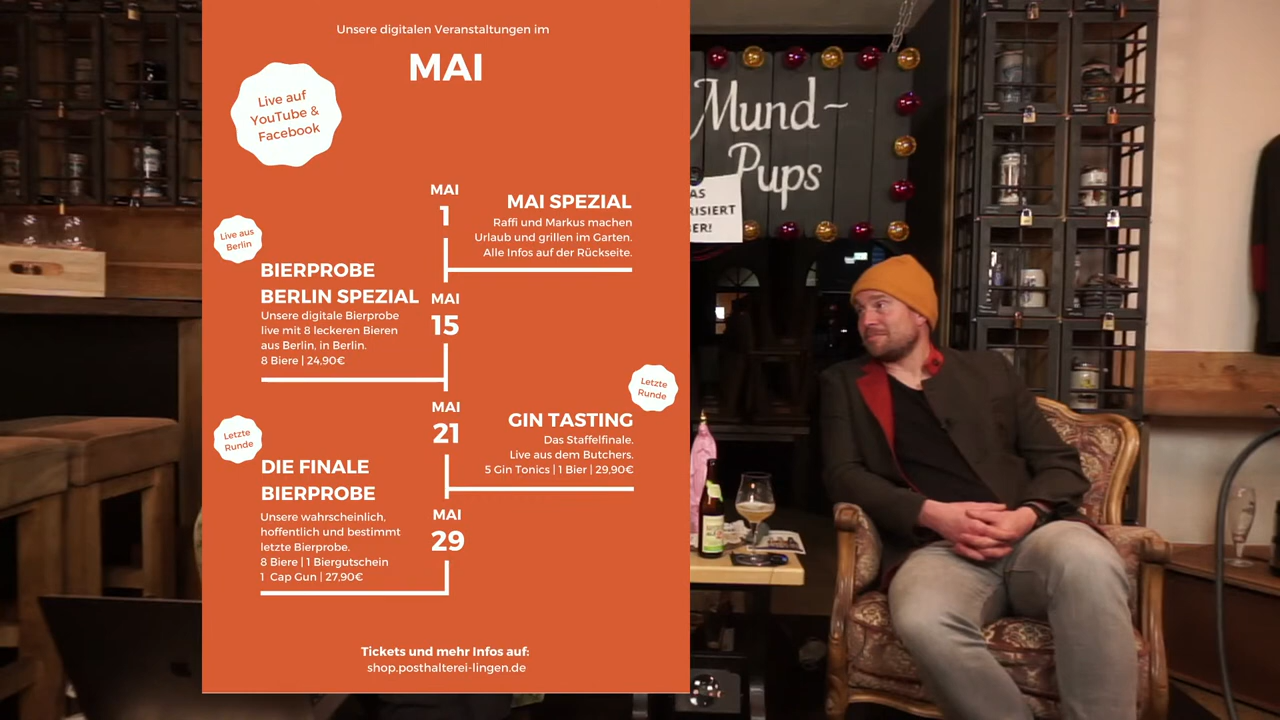 Unsere digitalen Veranstaltungen im
MAI
Live auf
YouTube &
Facebook
MAI
1
MAI SPEZIAL
Raffi und Markus machen
Urlaub und grillen im Garten.
Alle Infos auf der Rückseite.
Live aus
Berlin
BIERPROBE
BERLIN SPEZIAL
Unsere digitale Bierprobe
live mit 8 leckeren Bieren
aus Berlin, in Berlin.
8 Biere | 24,90€
MAI
15
Letzte
Runde
MAI
21
GIN TASTING
Das Staffelfinale.
Live aus dem Butchers.
5 Gin Tonics | 1 Bier | 29,90€
Letzte
Runde
DIE FINALE
BIERPROBE
Unsere wahrscheinlich,
hoffentlich und bestimmt
letzte Bierprobe.
8 Biere | 1 Biergutschein
1 Cap Gun | 27,90€
MAI
29
Tickets und mehr Infos auf:
shop.posthalterei-lingen.de
Mund~
Pups